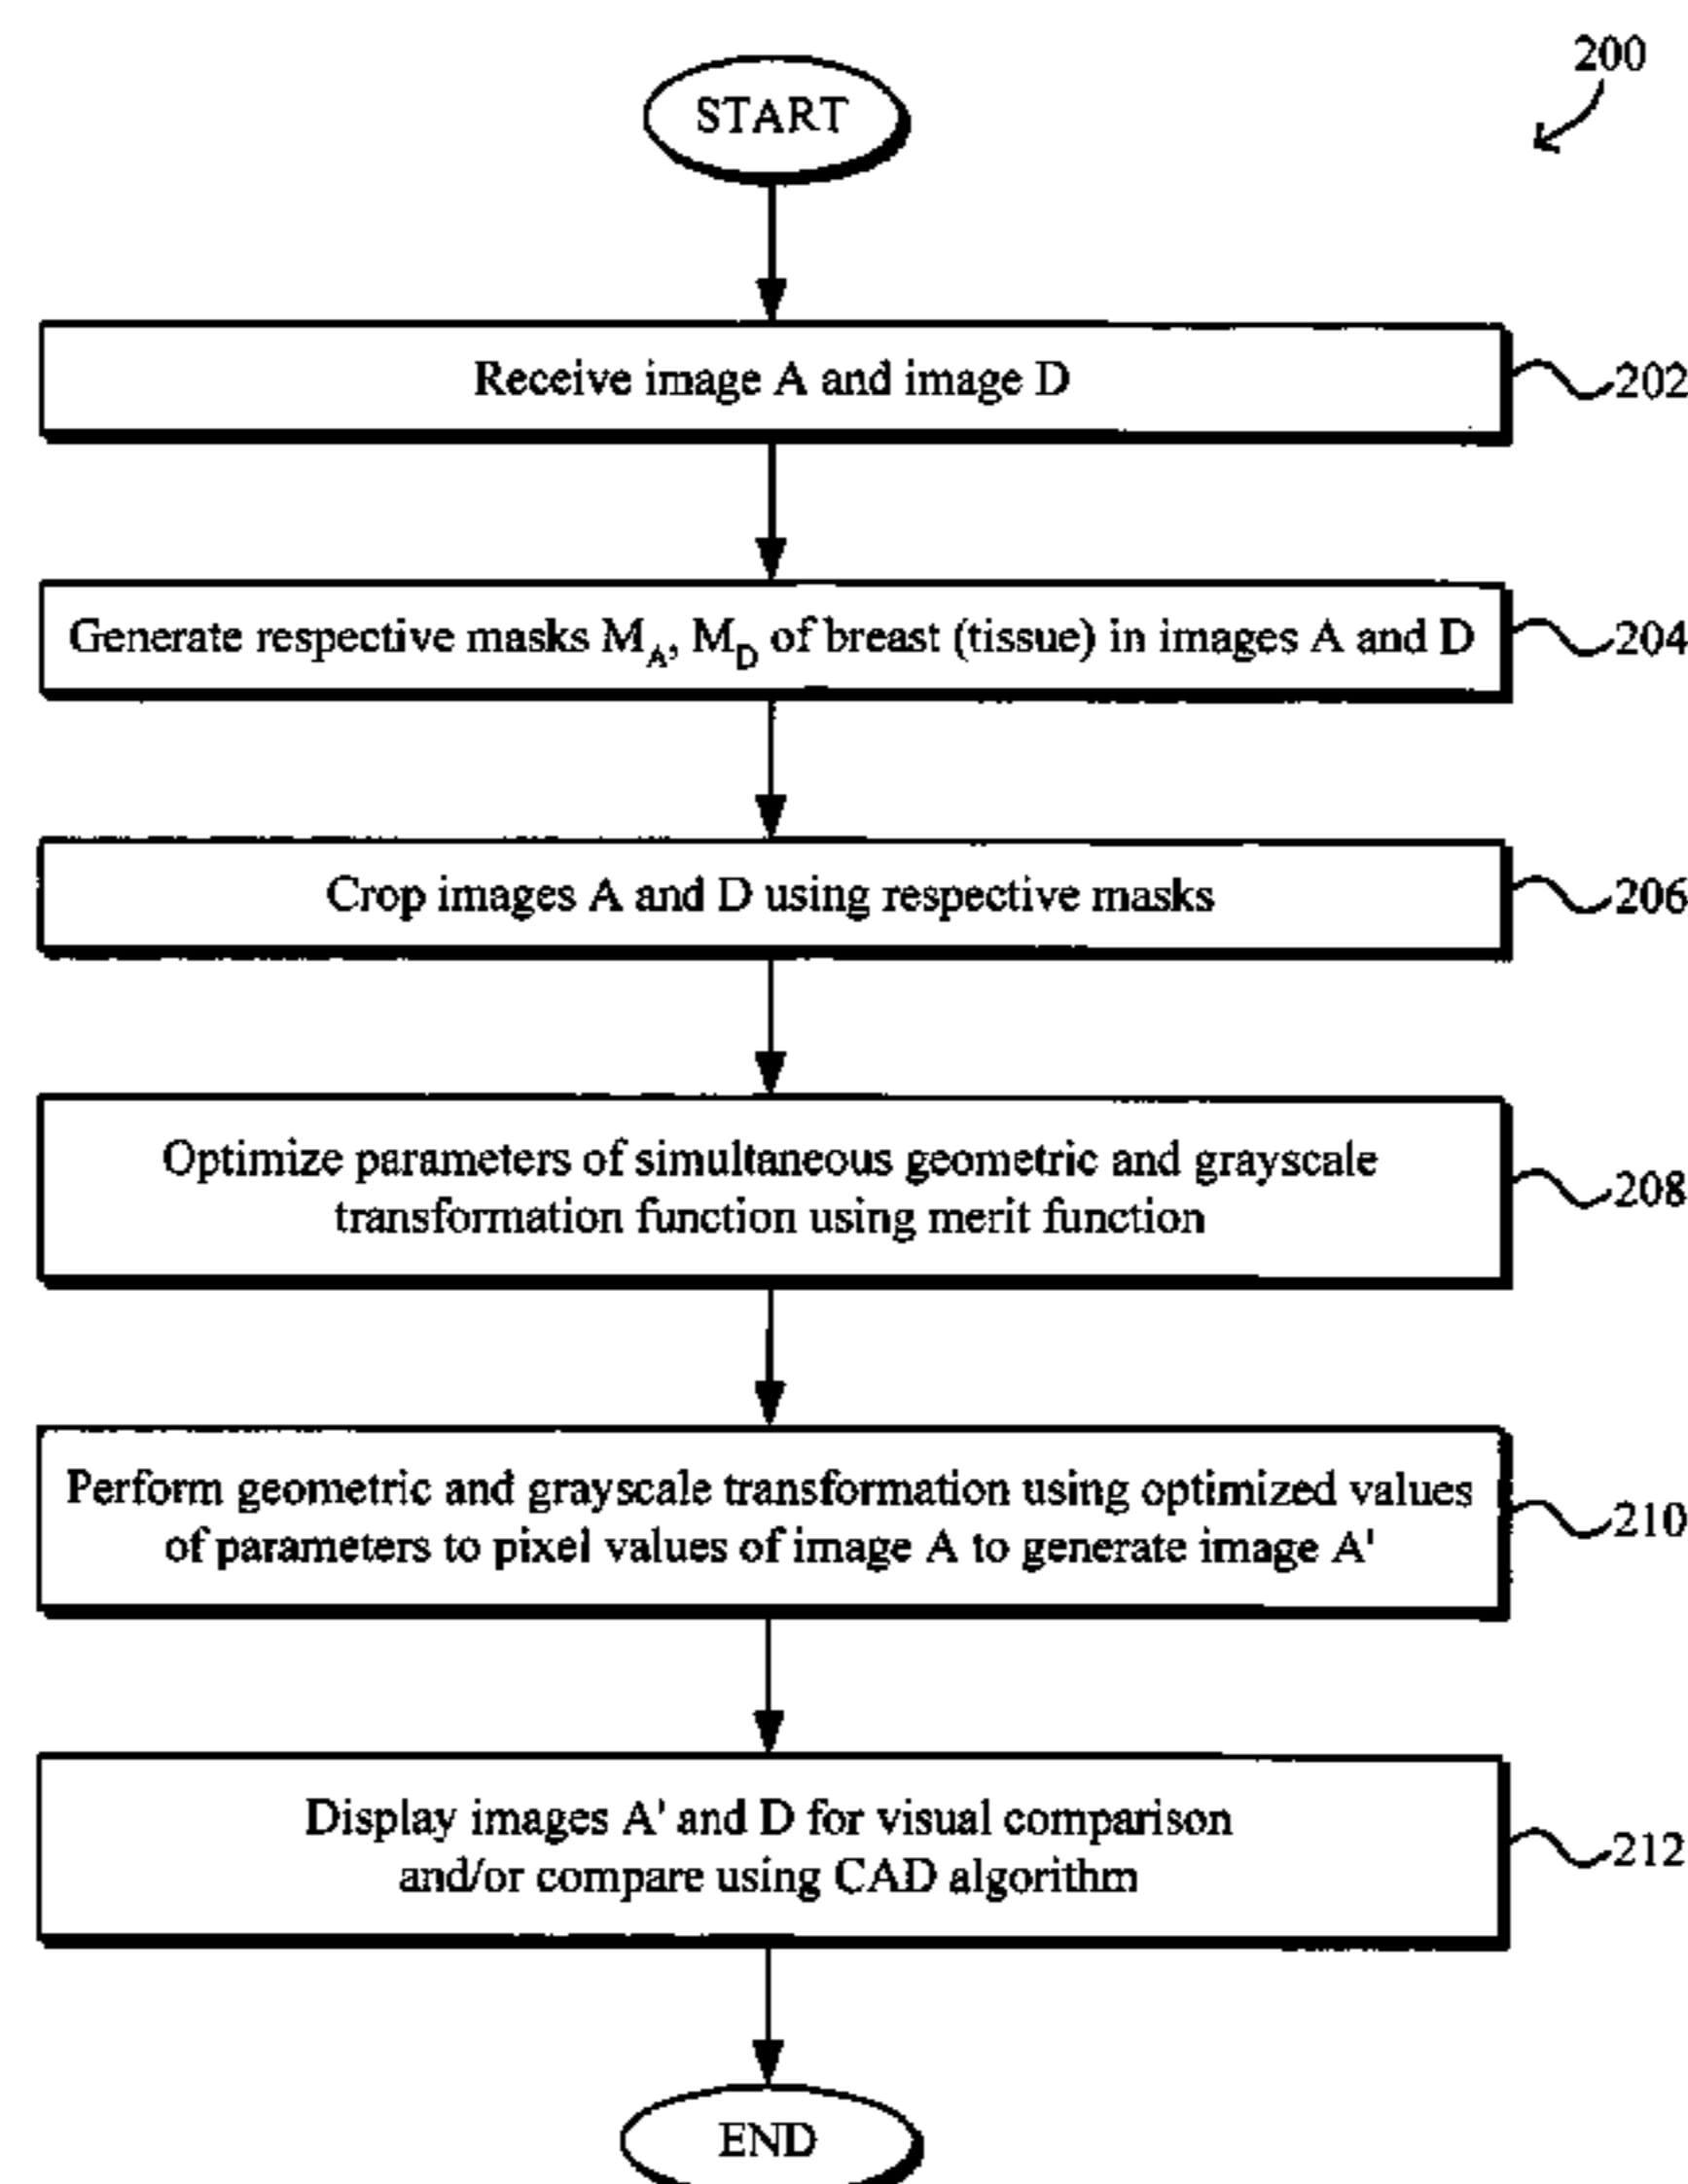 200
START
Receive image A and image D
202
Generate respective masks M_A, M_D of breast (tissue) in images A and D
204
Crop images A and D using respective masks
206
Optimize parameters of simultaneous geometric and grayscale
transformation function using merit function
208
Perform geometric and grayscale transformation using optimized values
of parameters to pixel values of image A to generate image A'
210
Display images A' and D for visual comparison
and/or compare using CAD algorithm
212
END